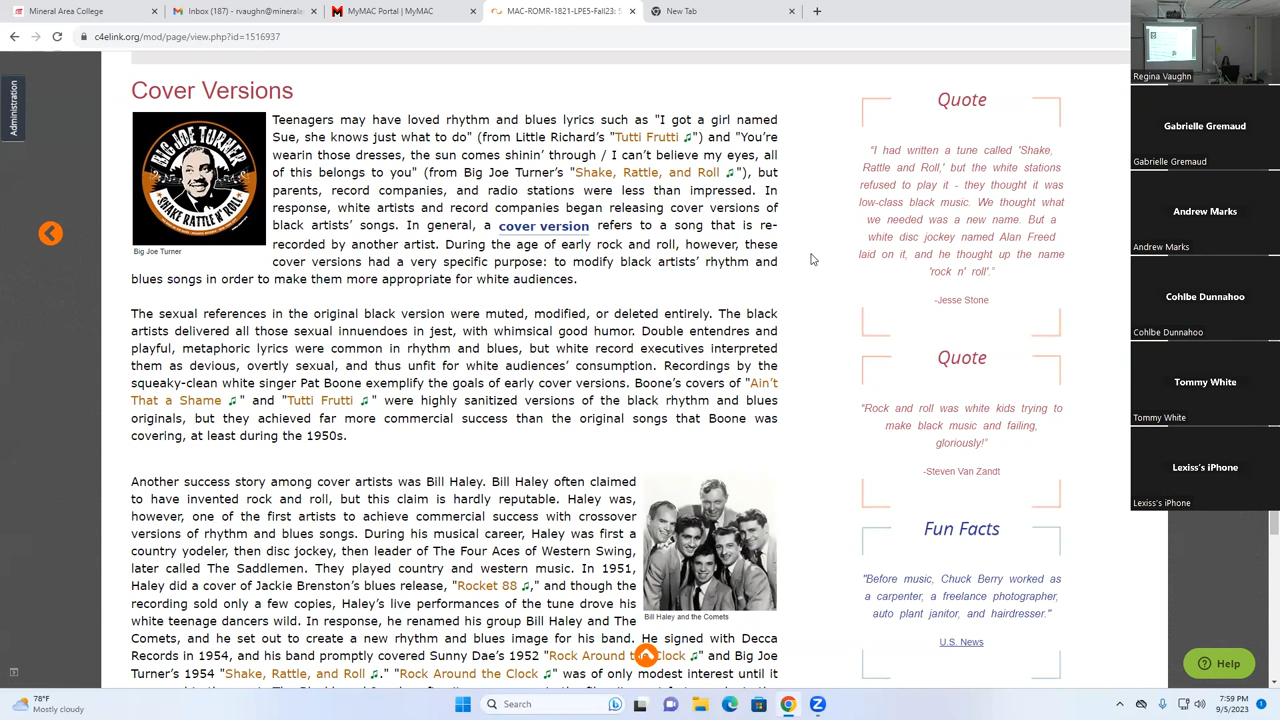 Mineral Area College
Inbox (187) - rvaughn@mineral
MyMAC Portal | MyMAC
MAC-ROMR-1821-LPE5-Fall23: S
New Tab
c4elink.org/mod/page/view.php?id=1516937
Administration
Cover Versions
BIG JOE TURNER
SHAKE RATTLE N' ROLL
Big Joe Turner
Teenagers may have loved rhythm and blues lyrics such as "I got a girl named
Sue, she knows just what to do" (from Little Richard's "Tutti Frutti ♫") and "You're
wearin those dresses, the sun comes shinin' through / I can't believe my eyes, all
of this belongs to you" (from Big Joe Turner's "Shake, Rattle, and Roll ♫"), but
parents, record companies, and radio stations were less than impressed. In
response, white artists and record companies began releasing cover versions of
black artists' songs. In general, a cover version refers to a song that is re-
recorded by another artist. During the age of early rock and roll, however, these
cover versions had a very specific purpose: to modify black artists' rhythm and
blues songs in order to make them more appropriate for white audiences.
The sexual references in the original black version were muted, modified, or deleted entirely. The black
artists delivered all those sexual innuendoes in jest, with whimsical good humor. Double entendres and
playful, metaphoric lyrics were common in rhythm and blues, but white record executives interpreted
them as devious, overtly sexual, and thus unfit for white audiences' consumption. Recordings by the
squeaky-clean white singer Pat Boone exemplify the goals of early cover versions. Boone's covers of "Ain't
That a Shame ♫" and "Tutti Frutti ♫" were highly sanitized versions of the black rhythm and blues
originals, but they achieved far more commercial success than the original songs that Boone was
covering, at least during the 1950s.
Another success story among cover artists was Bill Haley. Bill Haley often claimed
to have invented rock and roll, but this claim is hardly reputable. Haley was,
however, one of the first artists to achieve commercial success with crossover
versions of rhythm and blues. During his musical career, Haley was first a
country yodeler, then disc jockey, then leader of The Four Aces of Western Swing,
later called The Saddlemen. They played country and western music. In 1951,
Haley did a cover of Jackie Brenston's blues release, "Rocket 88 ♫," and though the
recording sold only a few copies, Haley's live performances of the tune drove his
white teenage dancers wild. In response, he renamed his group Bill Haley and The
Comets, and he set out to create a new rhythm and blues image for his band. He signed with Decca
Records in 1954, and his band promptly covered Sunny Dae's 1952 "Rock Around the Clock ♫" and Big Joe
Turner's 1954 "Shake, Rattle, and Roll ♫." "Rock Around the Clock ♫" was of only modest interest until it
Bill Haley and the Comets
Quote
"I had written a tune called 'Shake,
Rattle and Roll,' but the white stations
refused to play it - they thought it was
low-class black music. We thought what
we needed was a new name. But a
white disc jockey named Alan Freed
laid on it, and he thought up the name
'rock n' roll'."
-Jesse Stone
Quote
"Rock and roll was white kids trying to
make black music and failing,
gloriously!"
-Steven Van Zandt
Fun Facts
"Before music, Chuck Berry worked as
a carpenter, a freelance photographer,
auto plant janitor, and hairdresser."
U.S. News
Help
Regina Vaughn
Gabrielle Gremaud
Gabrielle Gremaud
Andrew Marks
Andrew Marks
Cohlbe Dunnahoo
Cohlbe Dunnahoo
Tommy White
Tommy White
Lexiss's iPhone
Lexiss's iPhone
78°F
Mostly cloudy
Search
7:59 PM
9/5/2023